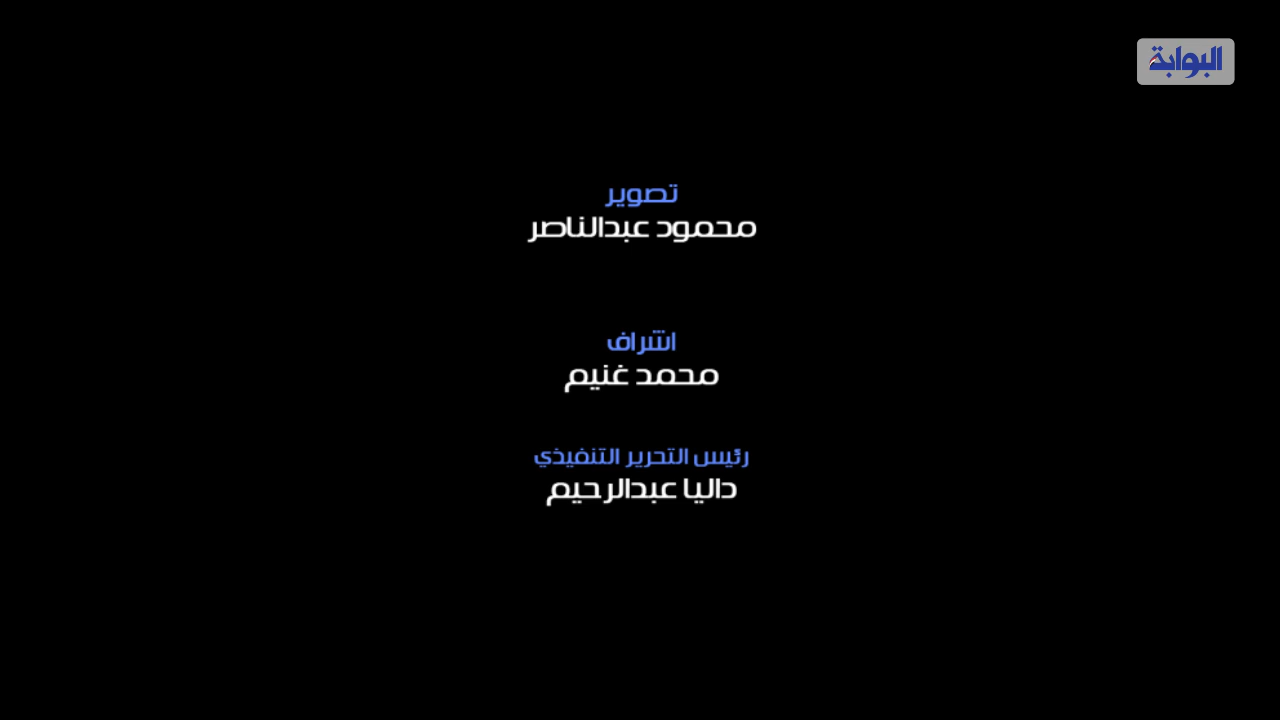 البوابة
تصوير
محمود عبدالناصر
اشراف
محمد غنيم
رئيس التحرير التنفيذي
داليا عبدالرحيم